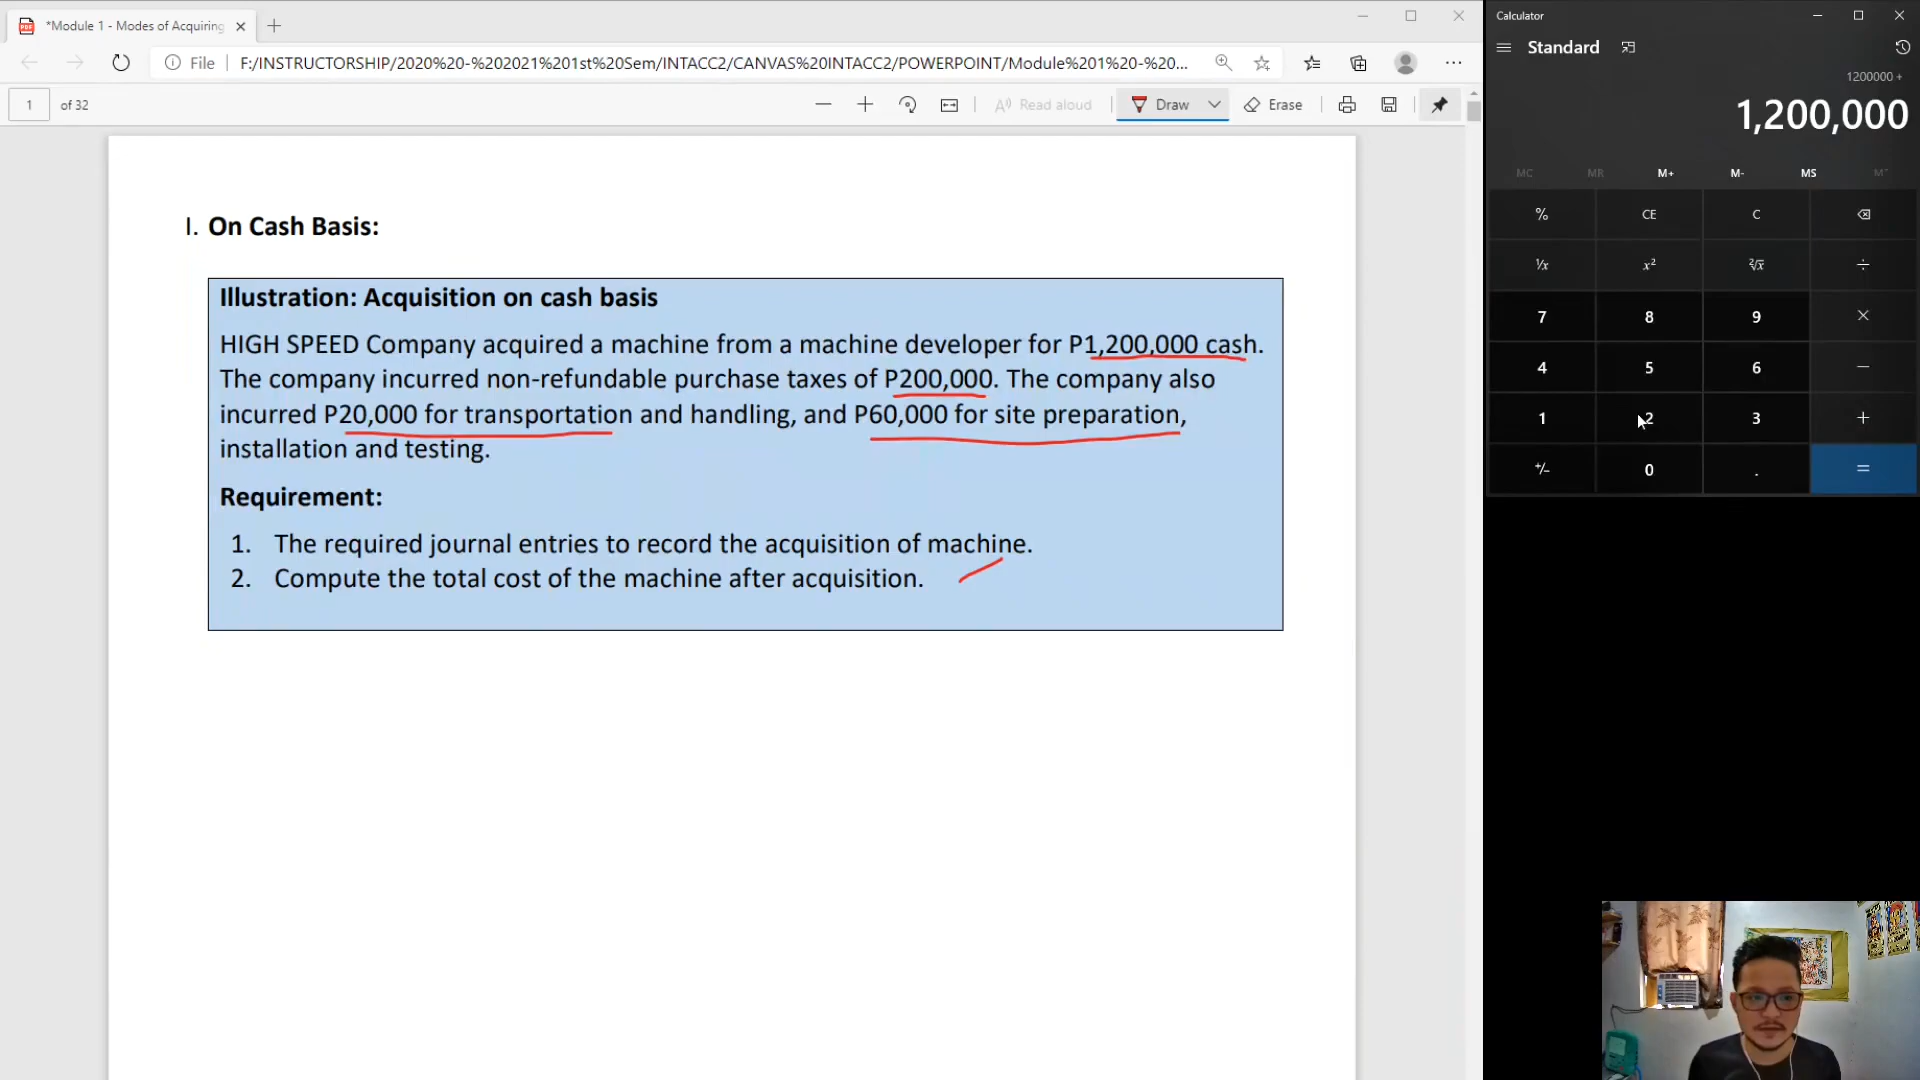 *Module 1 - Modes of Acquiring
File
F:/INSTRUCTORSHIP/2020%20-%202021%201st%20Sem/INTACC2/CANVAS%20INTACC2/POWERPOINT/Module%201%20-%20...
1 of 32
Read aloud
Draw
Erase
I. On Cash Basis:
Illustration: Acquisition on cash basis
HIGH SPEED Company acquired a machine from a machine developer for P1,200,000 cash.
The company incurred non-refundable purchase taxes of P200,000. The company also
incurred P20,000 for transportation and handling, and P60,000 for site preparation,
installation and testing.
Requirement:
1. The required journal entries to record the acquisition of machine.
2. Compute the total cost of the machine after acquisition.
Calculator
Standard
1200000 +
1,200,000
MC MR M+ M- MS M˅
% CE C
¹/x x² ²√x ÷
7 8 9 ×
4 5 6 −
1 2 3 +
+/− 0 . =